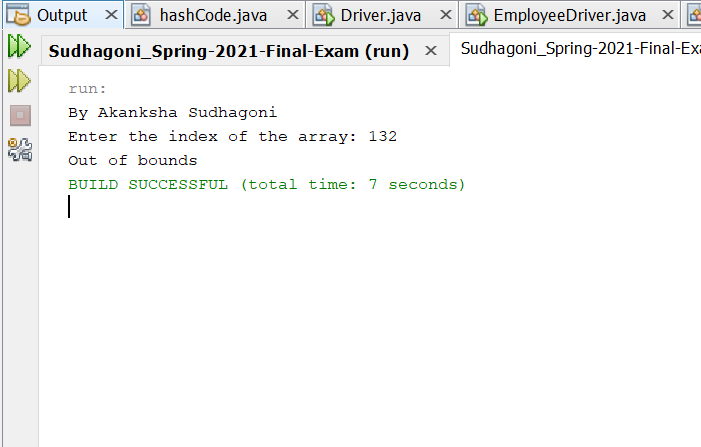 Output hashCode.java Driver.java EmployeeDriver.java
Sudhagoni_Spring-2021-Final-Exam (run) Sudhagoni_Spring-2021-Final-Exa
run:
By Akanksha Sudhagoni
Enter the index of the array: 132
Out of bounds
BUILD SUCCESSFUL (total time: 7 seconds)